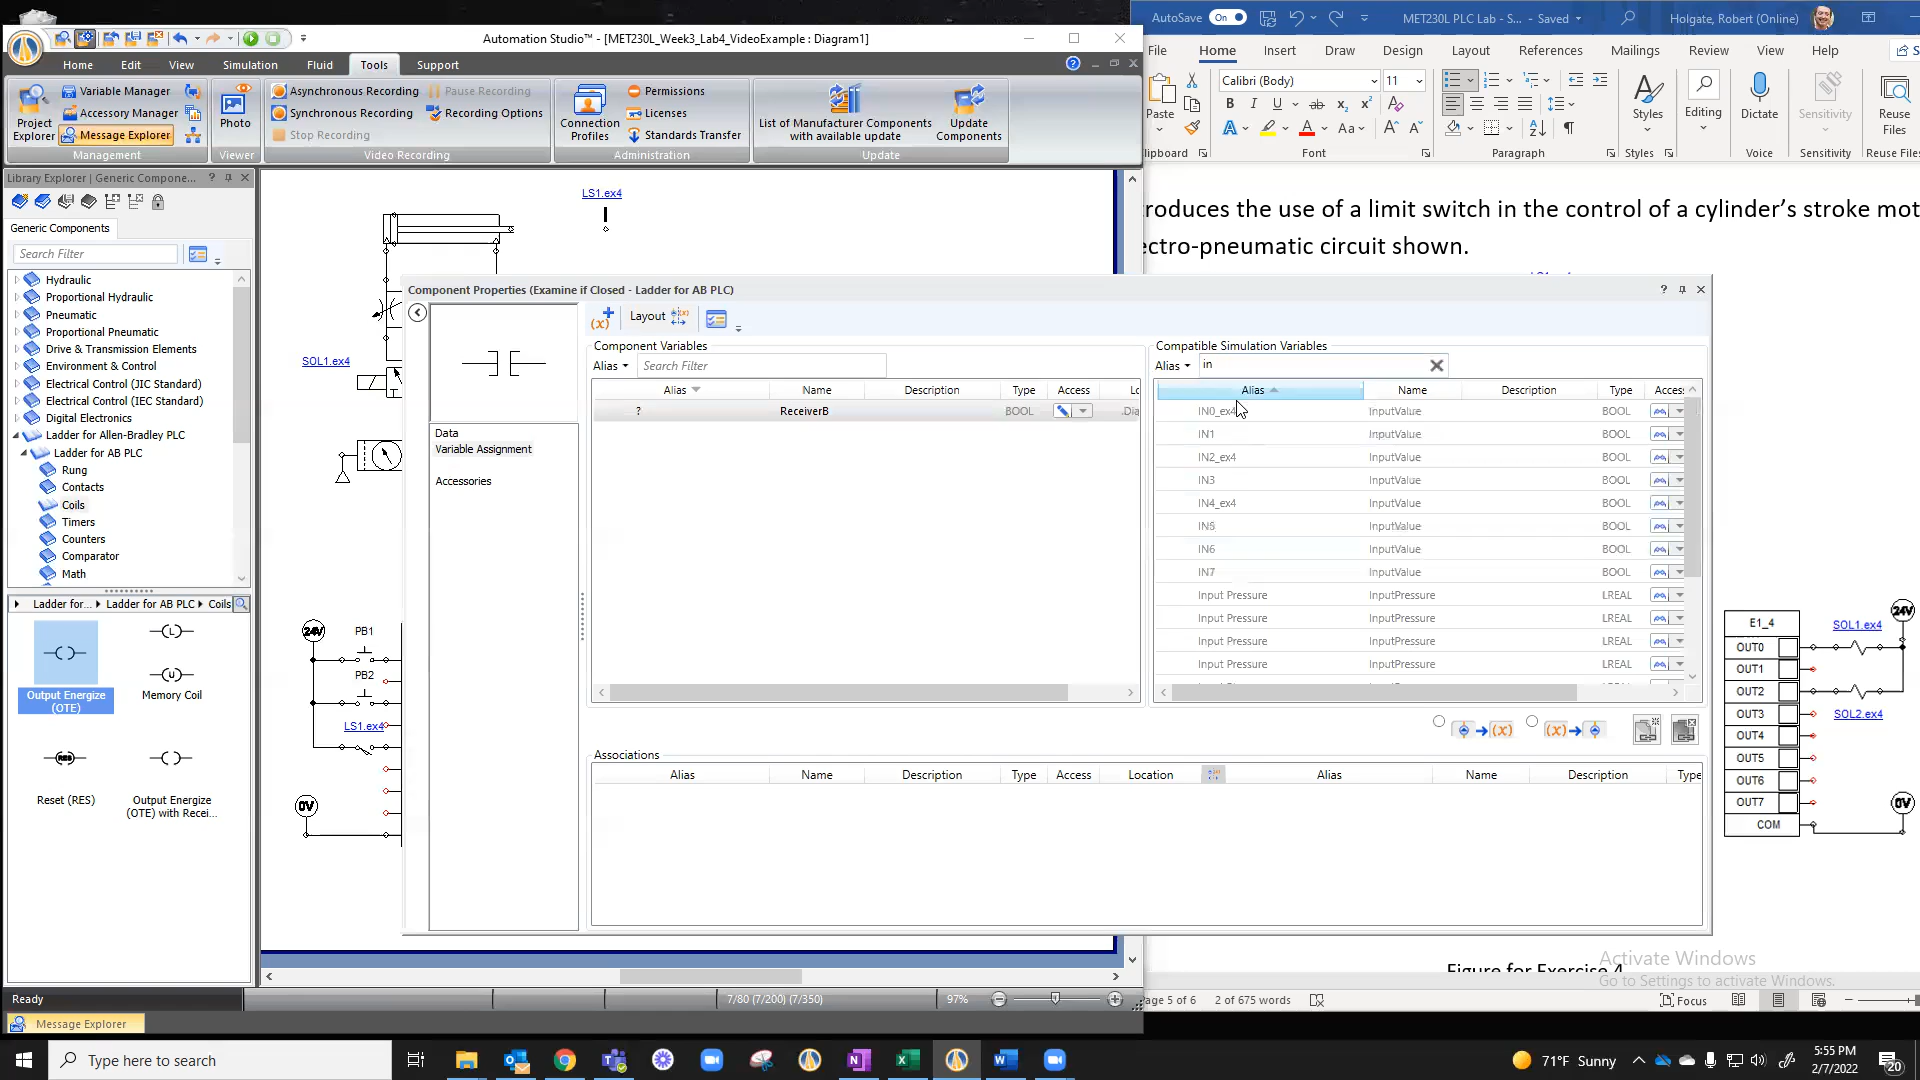 Automation Studio™ - [MET230L_Week3_Lab4_VideoExample : Diagram1]
Home Edit View Simulation Fluid Tools Support
Project Explorer
Variable Manager
Accessory Manager
Message Explorer
Management
Photo
Viewer
Asynchronous Recording
Pause Recording
Synchronous Recording
Recording Options
Stop Recording
Video Recording
Connection Profiles
Permissions
Licenses
Standards Transfer
Administration
List of Manufacturer Components with available update
Update Components
Update
AutoSave On
MET230L PLC Lab - S... - Saved
Holgate, Robert (Online)
File Home Insert Draw Design Layout References Mailings Review View Help
Paste
Calibri (Body) 11
Styles
Editing
Dictate
Sensitivity
Reuse Files
lipboard Font Paragraph Styles Voice Sensitivity Reuse Files
Library Explorer | Generic Compone...
Generic Components
Search Filter
Hydraulic
Proportional Hydraulic
Pneumatic
Proportional Pneumatic
Drive & Transmission Elements
Environment & Control
Electrical Control (JIC Standard)
Electrical Control (IEC Standard)
Digital Electronics
Ladder for Allen-Bradley PLC
Ladder for AB PLC
Rung
Contacts
Coils
Timers
Counters
Comparator
Math
Ladder for... Ladder for AB PLC Coils
Output Energize (OTE)
Memory Coil
Reset (RES)
Output Energize (OTE) with Recei...
LS1.ex4
SOL1.ex4
24V
PB1
PB2
LS1.ex4
0V
troduces the use of a limit switch in the control of a cylinder's stroke mot
ectro-pneumatic circuit shown.
Component Properties (Examine if Closed - Ladder for AB PLC)
Data
Variable Assignment
Accessories
Layout
Component Variables
Alias Search Filter
Alias Name Description Type Access Lo
? ReceiverB BOOL .Dia
Compatible Simulation Variables
Alias in
Alias Name Description Type Access
IN0_ex4 InputValue BOOL
IN1 InputValue BOOL
IN2_ex4 InputValue BOOL
IN3 InputValue BOOL
IN4_ex4 InputValue BOOL
IN5 InputValue BOOL
IN6 InputValue BOOL
IN7 InputValue BOOL
Input Pressure InputPressure LREAL
Input Pressure InputPressure LREAL
Input Pressure InputPressure LREAL
Input Pressure InputPressure LREAL
Associations
Alias Name Description Type Access Location Alias Name Description Type
E1_4
OUT0
OUT1
OUT2
OUT3
OUT4
OUT5
OUT6
OUT7
COM
24V
SOL1.ex4
SOL2.ex4
0V
Figure for Exercise 4
Activate Windows
Go to Settings to activate Windows.
Ready
7/80 (7/200) (7/350)
97%
age 5 of 6 2 of 675 words
Focus
Message Explorer
Type here to search
71°F Sunny
5:55 PM
2/7/2022
20